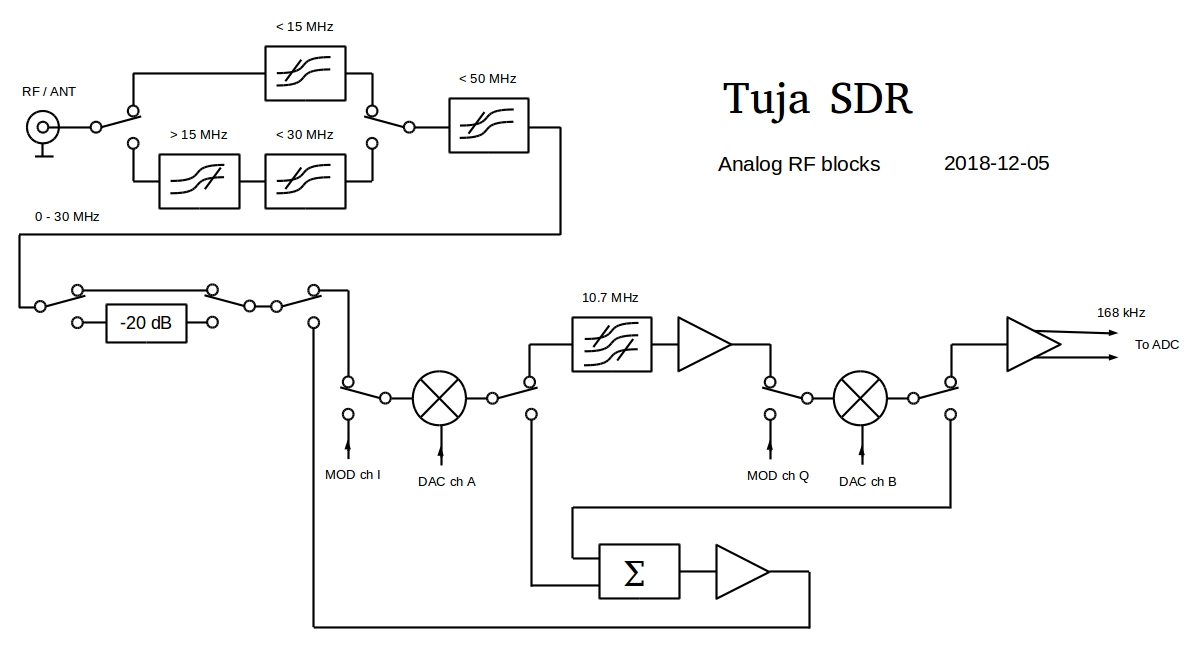 < 15 MHz
RF / ANT
< 50 MHz
Tuja SDR
> 15 MHz
< 30 MHz
Analog RF blocks
2018-12-05
0 - 30 MHz
-20 dB
10.7 MHz
168 kHz
To ADC
MOD ch I
DAC ch A
MOD ch Q
DAC ch B
Σ